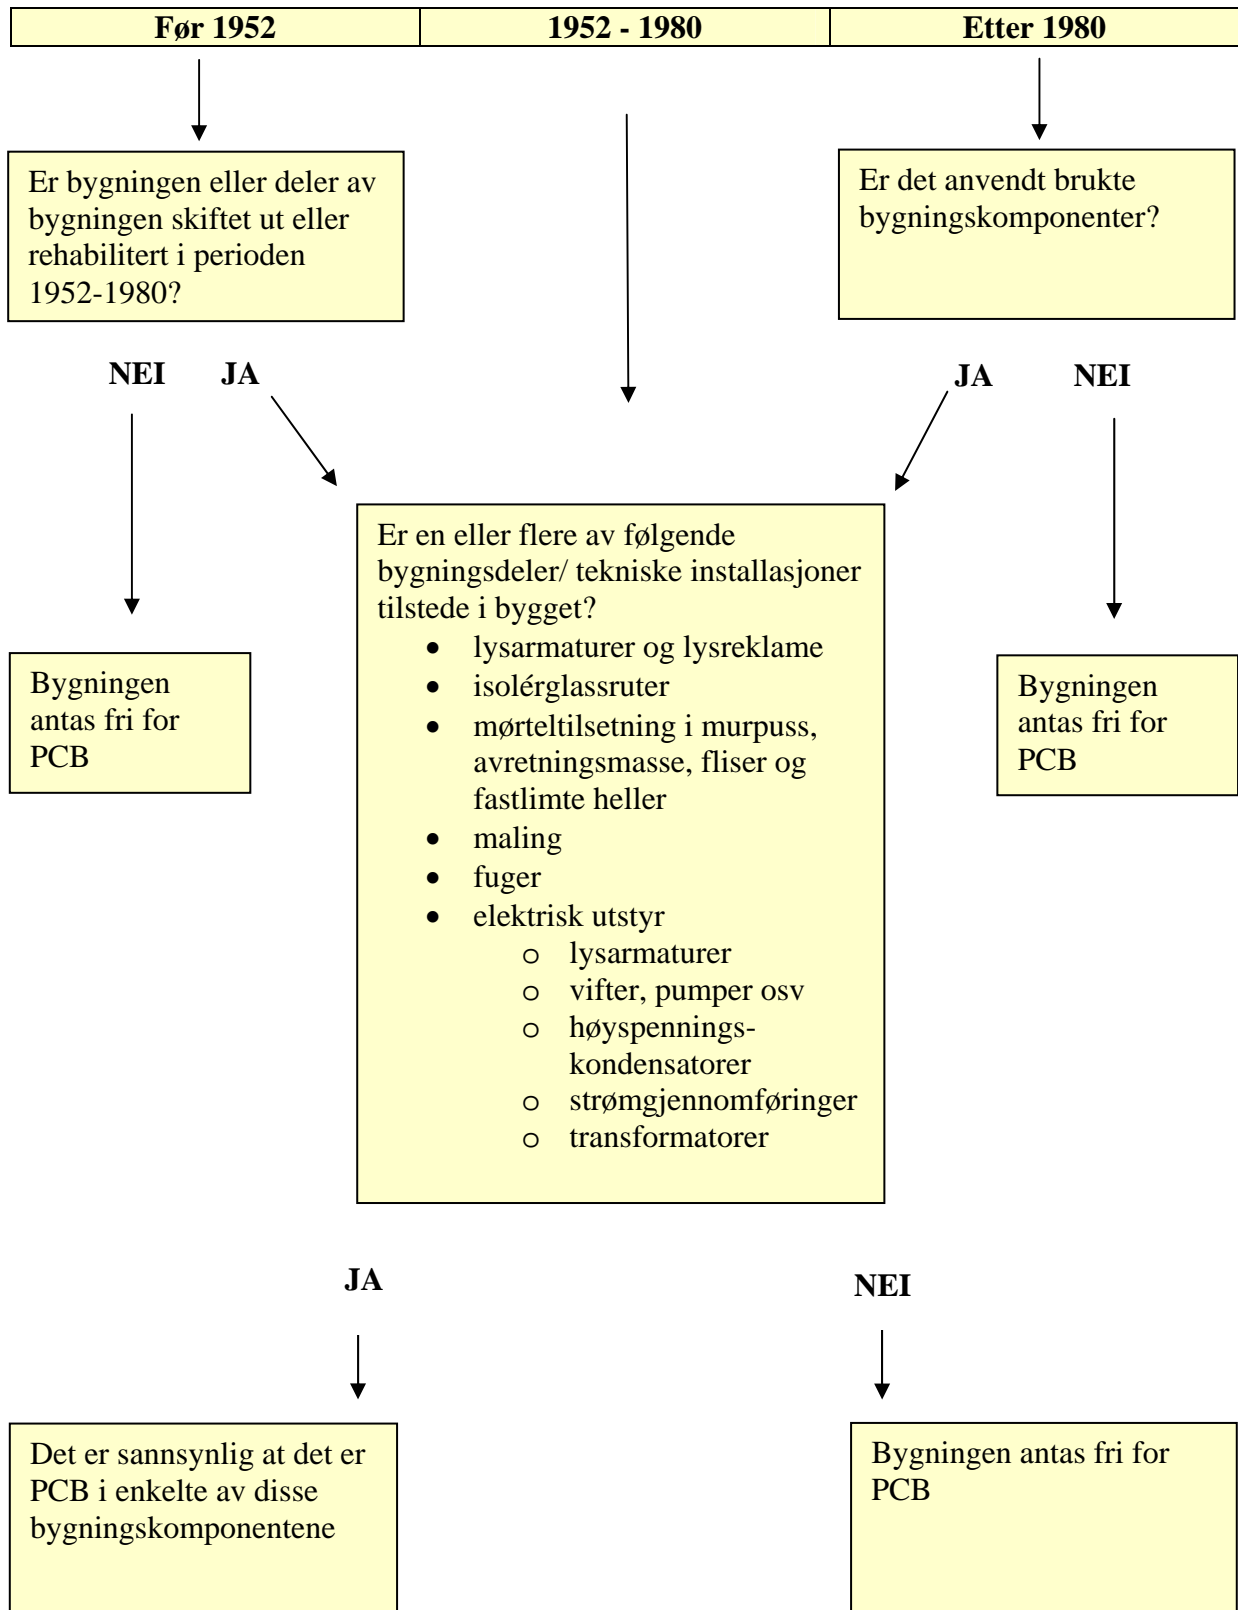 Før 1952
1952 - 1980
Etter 1980
Er bygningen eller deler av
bygningen skiftet ut eller
rehabilitert i perioden
1952-1980?
Er det anvendt brukte
bygningskomponenter?
NEI
JA
JA
NEI
Er en eller flere av følgende
bygningsdeler/ tekniske installasjoner
tilstede i bygget?
• lysarmaturer og lysreklame
• isolérglassruter
• mørteltilsetning i murpuss,
avretningsmasse, fliser og
fastlimte heller
• maling
• fuger
• elektrisk utstyr
o lysarmaturer
o vifter, pumper osv
o høyspennings-
kondensatorer
o strømgjennomføringer
o transformatorer
Bygningen
antas fri for
PCB
Bygningen
antas fri for
PCB
JA
NEI
Det er sannsynlig at det er
PCB i enkelte av disse
bygningskomponentene
Bygningen antas fri for
PCB